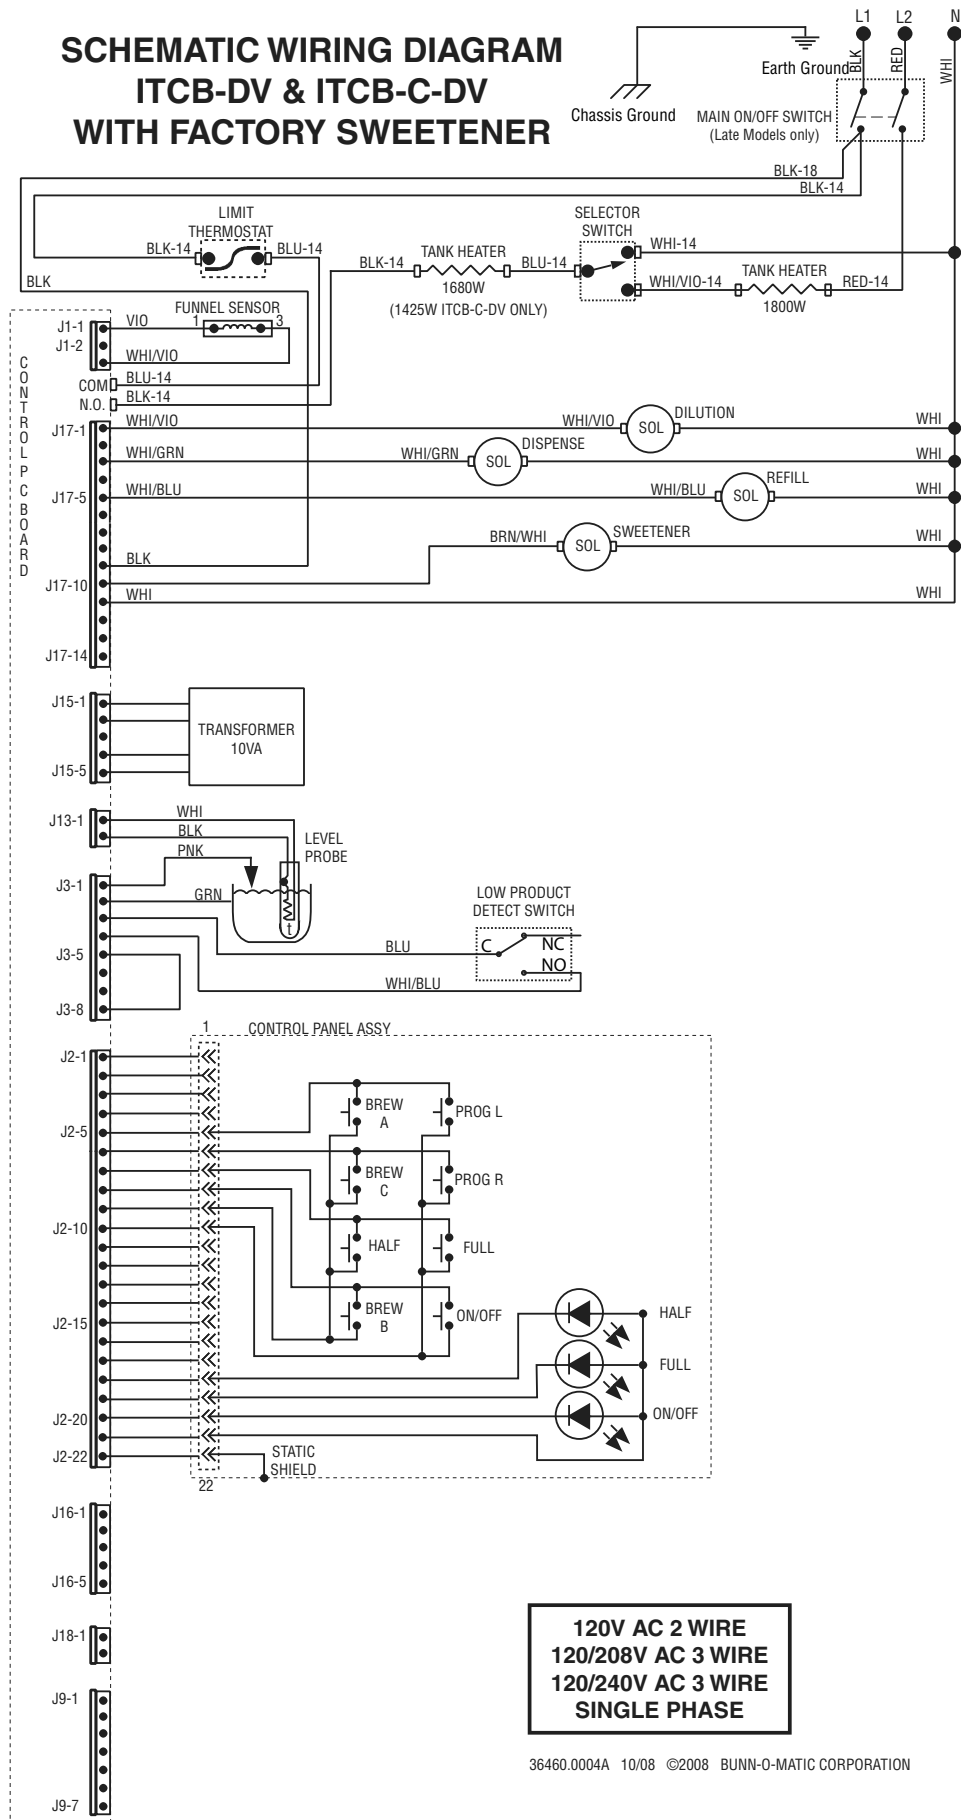 SCHEMATIC WIRING DIAGRAM
ITCB-DV & ITCB-C-DV
WITH FACTORY SWEETENER
L1
L2
N
BLK
RED
WHI
Earth Ground
Chassis Ground
MAIN ON/OFF SWITCH
(Late Models only)
BLK-18
BLK-14
LIMIT
THERMOSTAT
BLK-14
BLU-14
SELECTOR
SWITCH
WHI-14
BLK-14
TANK HEATER
1680W
(1425W ITCB-C-DV ONLY)
BLU-14
WHI/VIO-14
TANK HEATER
1800W
RED-14
BLK
FUNNEL SENSOR
1
3
CONTROL PC BOARD
J1-1
VIO
J1-2
WHI/VIO
COM
BLU-14
N.O.
BLK-14
J17-1
WHI/VIO
WHI/VIO
SOL
DILUTION
WHI
WHI/GRN
WHI/GRN
SOL
DISPENSE
WHI
J17-5
WHI/BLU
WHI/BLU
SOL
REFILL
WHI
BRN/WHI
SOL
SWEETENER
WHI
BLK
J17-10
WHI
WHI
J17-14
J15-1
TRANSFORMER
10VA
J15-5
J13-1
WHI
BLK
LEVEL
PROBE
PNK
J3-1
GRN
t
LOW PRODUCT
DETECT SWITCH
C
NC
NO
BLU
WHI/BLU
J3-5
J3-8
1
CONTROL PANEL ASSY
J2-1
BREW
A
PROG L
J2-5
BREW
C
PROG R
J2-10
HALF
FULL
BREW
B
ON/OFF
J2-15
HALF
FULL
ON/OFF
J2-20
J2-22
STATIC
SHIELD
22
J16-1
J16-5
J18-1
J9-1
J9-7
120V AC 2 WIRE
120/208V AC 3 WIRE
120/240V AC 3 WIRE
SINGLE PHASE
36460.0004A 10/08 ©2008 BUNN-O-MATIC CORPORATION